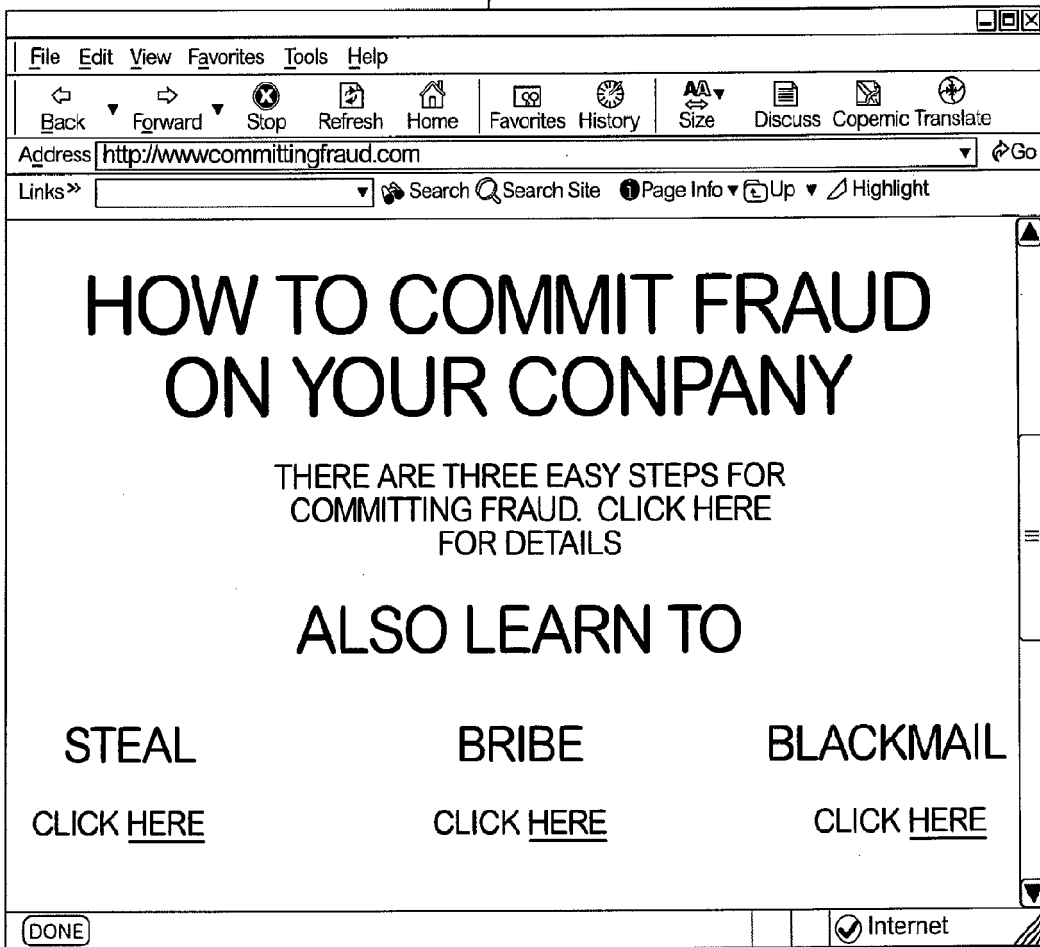 File Edit View Favorites Tools Help
Back Forward Stop Refresh Home Favorites History Size Discuss Copernic Translate
Address http://wwwcommittingfraud.com Go
Links» Search Search Site Page Info Up Highlight
HOW TO COMMIT FRAUD
ON YOUR CONPANY
THERE ARE THREE EASY STEPS FOR
COMMITTING FRAUD. CLICK HERE
FOR DETAILS
ALSO LEARN TO
STEAL BRIBE BLACKMAIL
CLICK HERE CLICK HERE CLICK HERE
DONE Internet